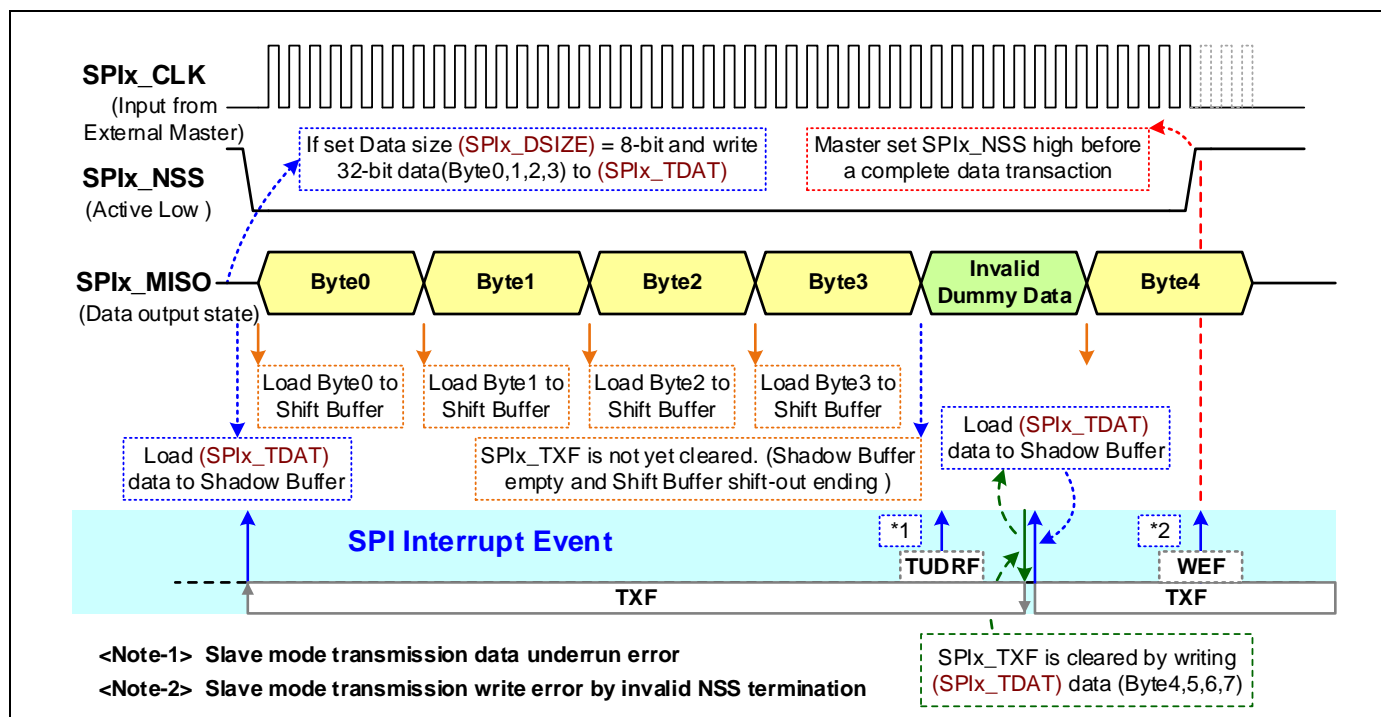 SPIx_CLK
(Input from
External Master)
If set Data size (SPIx_DSIZE) = 8-bit and write
32-bit data(Byte0,1,2,3) to (SPIx_TDAT)
Master set SPIx_NSS high before
a complete data transaction
SPIx_NSS
(Active Low )
SPIx_MISO
(Data output state)
Byte0
Byte1
Byte2
Byte3
Invalid
Dummy Data
Byte4
Load Byte0 to
Shift Buffer
Load Byte1 to
Shift Buffer
Load Byte2 to
Shift Buffer
Load Byte3 to
Shift Buffer
Load (SPIx_TDAT)
data to Shadow Buffer
SPIx_TXF is not yet cleared. (Shadow Buffer
empty and Shift Buffer shift-out ending )
Load (SPIx_TDAT)
data to Shadow Buffer
SPI Interrupt Event
*1
TUDRF
*2
WEF
TXF
TXF
<Note-1> Slave mode transmission data underrun error
<Note-2> Slave mode transmission write error by invalid NSS termination
SPIx_TXF is cleared by writing
(SPIx_TDAT) data (Byte4,5,6,7)